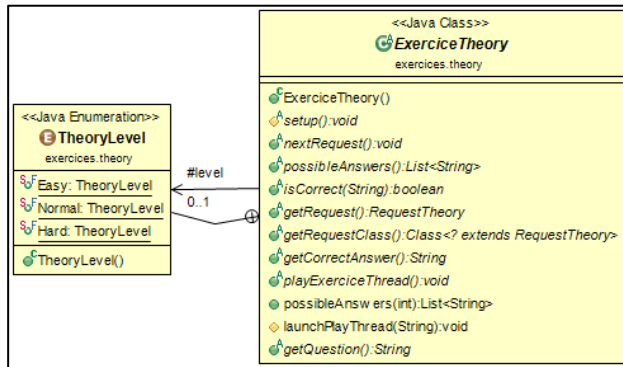 <<Java Class>>
ExerciceTheory
exercices.theory
ExerciceTheory()
setup():void
nextRequest():void
possibleAnswers():List<String>
isCorrect(String):boolean
getRequest():RequestTheory
getRequestClass():Class<? extends RequestTheory>
getCorrectAnswer():String
playExerciceThread():void
possibleAnswers(int):List<String>
launchPlayThread(String):void
getQuestion():String
<<Java Enumeration>>
TheoryLevel
exercices.theory
Easy: TheoryLevel
Normal: TheoryLevel
Hard: TheoryLevel
TheoryLevel()
#level
0..1